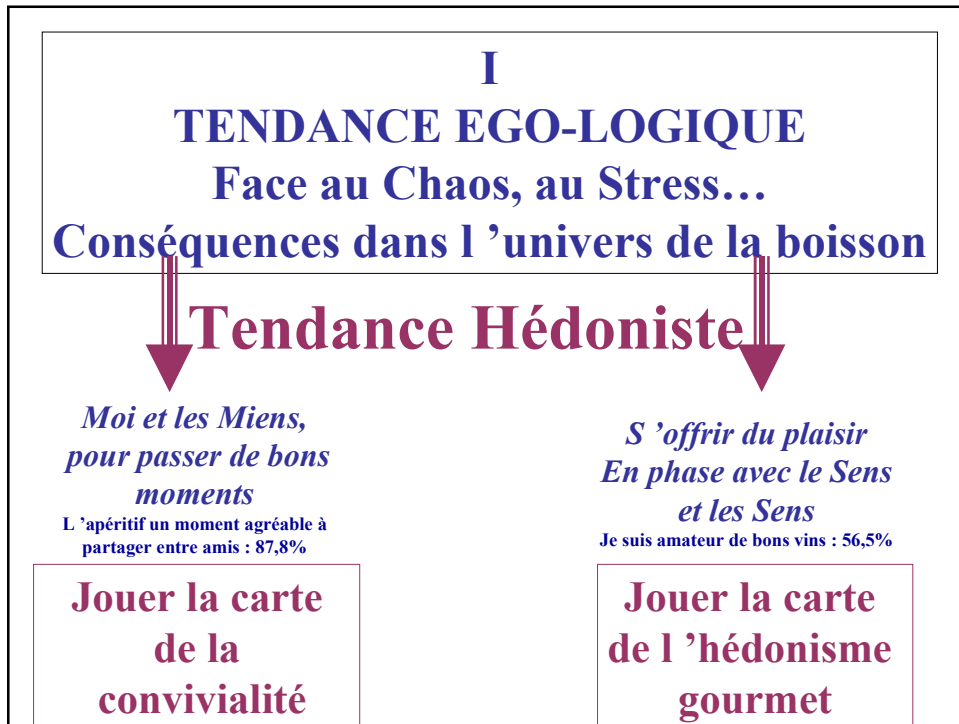 I
TENDANCE EGO-LOGIQUE
Face au Chaos, au Stress…
Conséquences dans l ’univers de la boisson
Tendance Hédoniste
Moi et les Miens,
pour passer de bons
moments
L ’apéritif un moment agréable à
partager entre amis : 87,8%
Jouer la carte
de la
convivialité
S ’offrir du plaisir
En phase avec le Sens
et les Sens
Je suis amateur de bons vins : 56,5%
Jouer la carte
de l ’hédonisme
gourmet